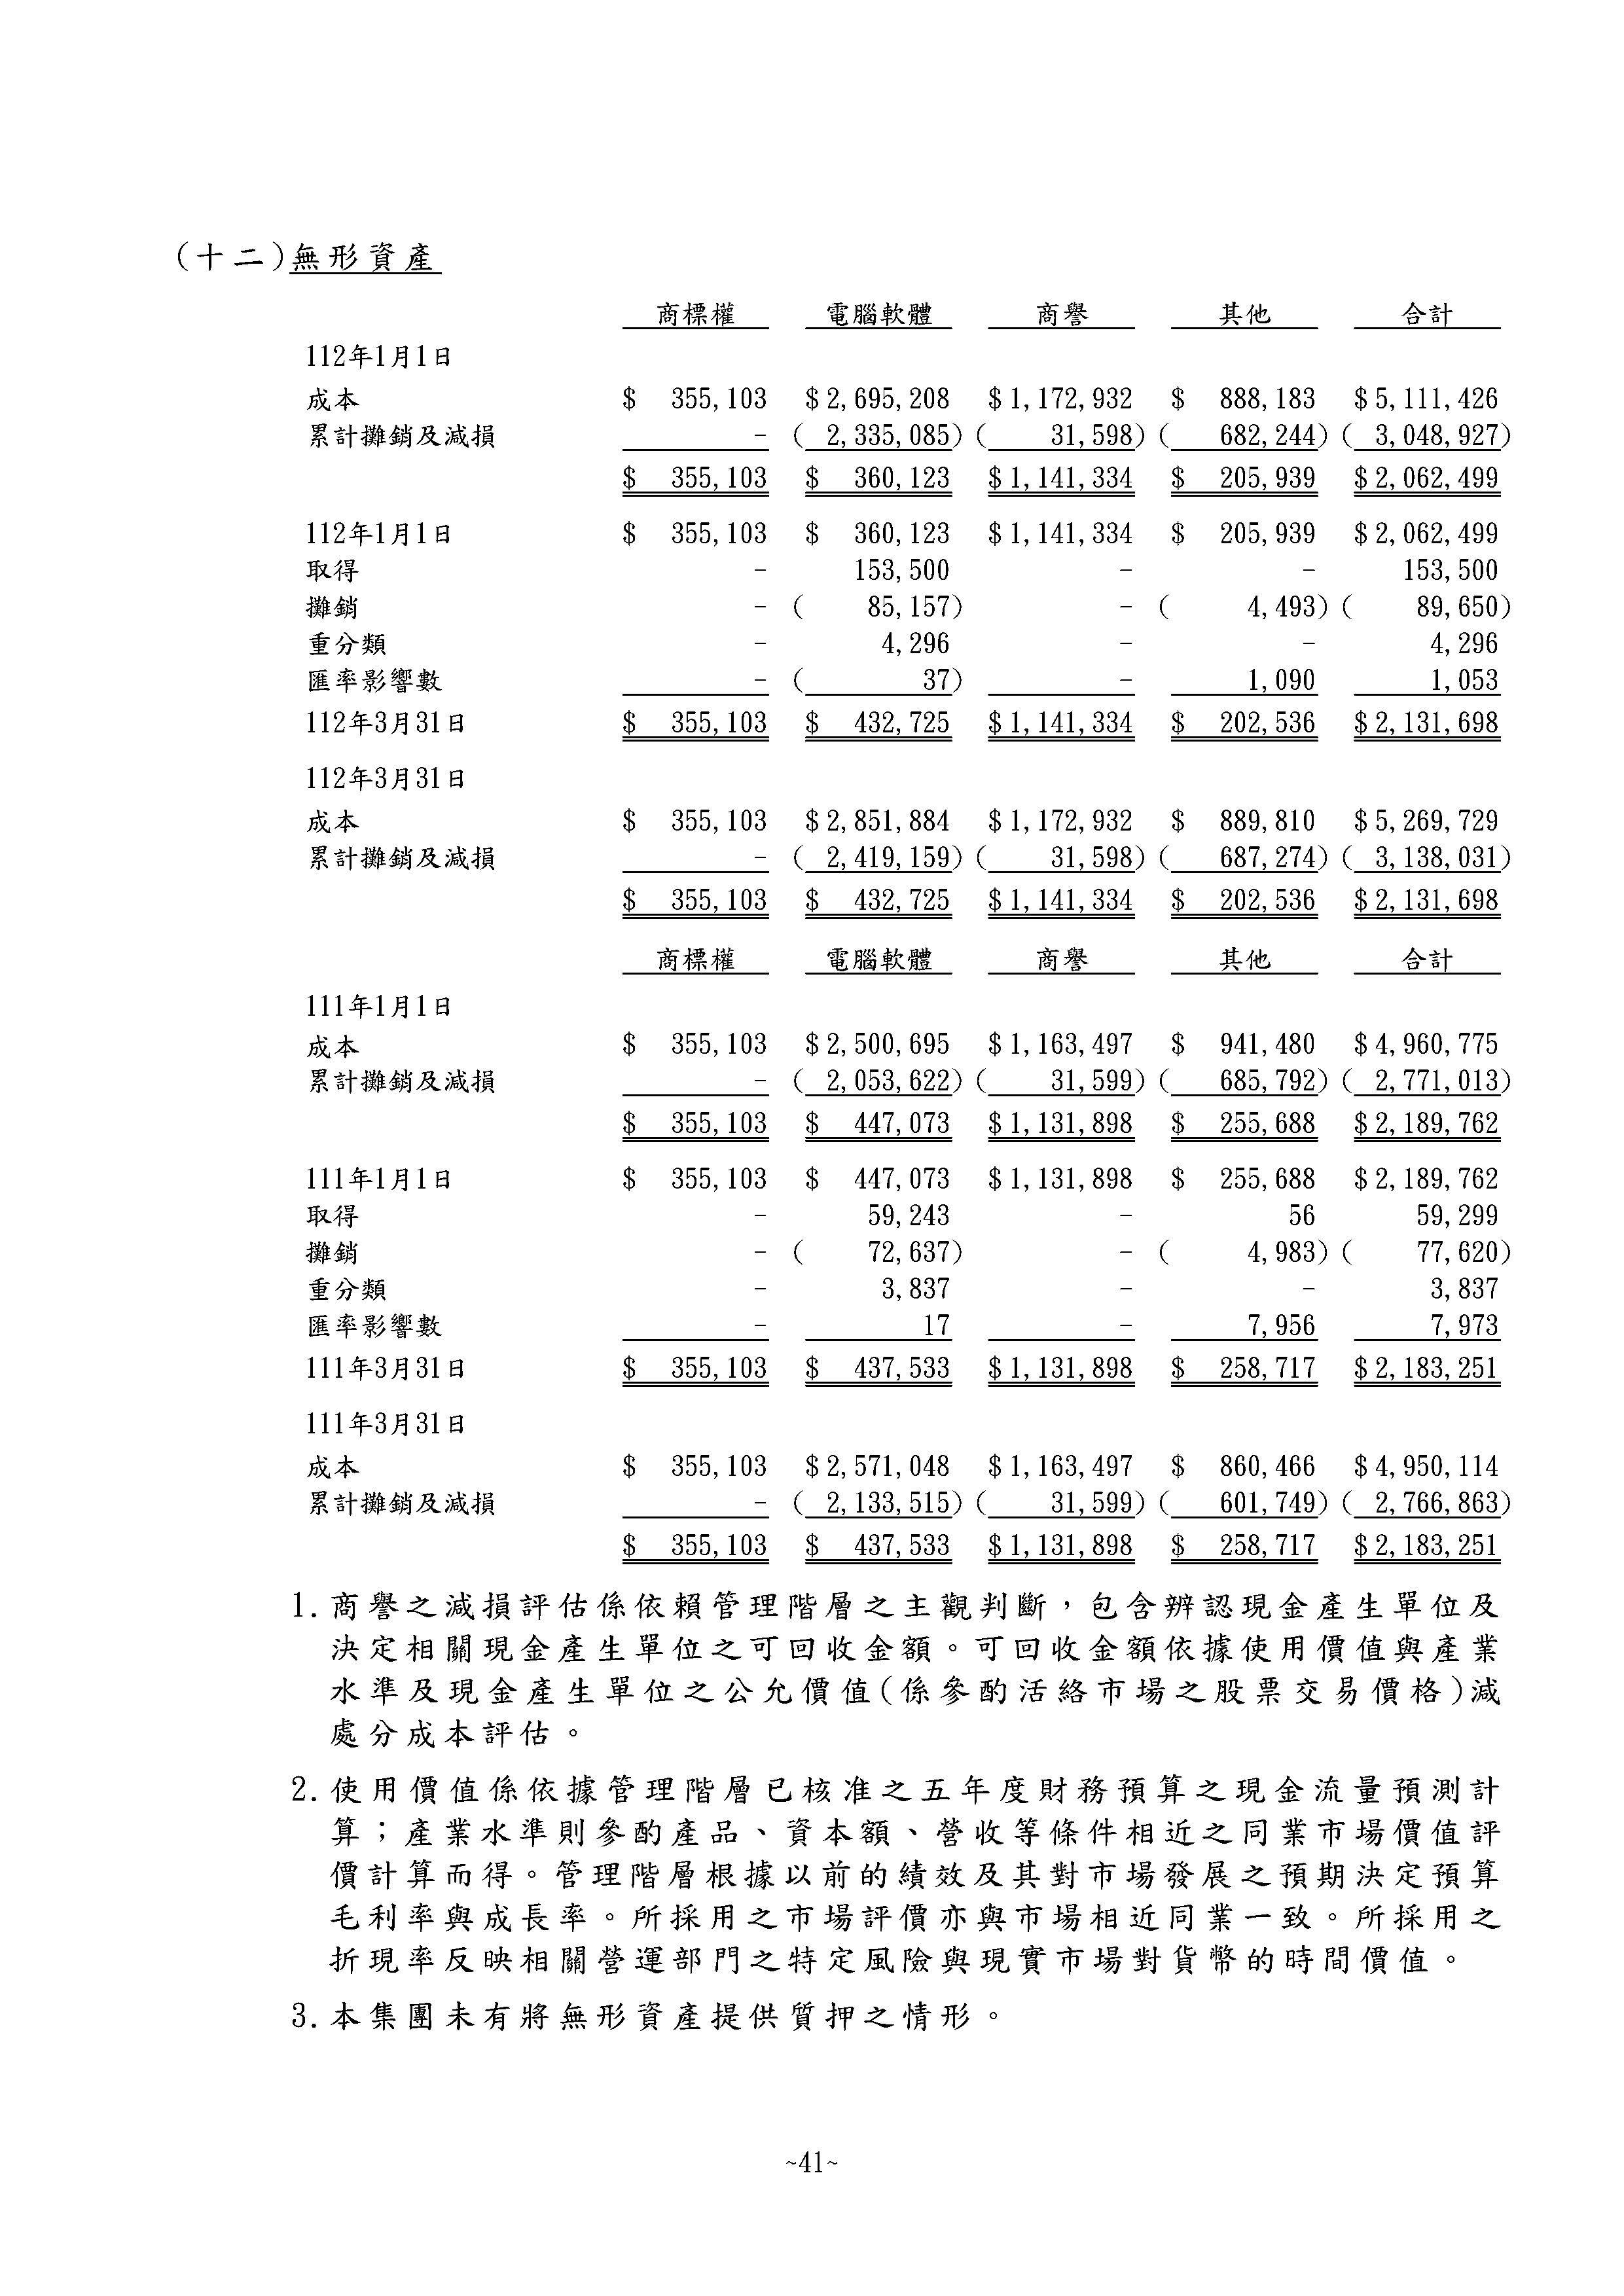 (十二)無形資產
商標權 電腦軟體 商譽 其他 合計
112年1月1日
成本 $ 355,103 $2,695,208 $1,172,932 $ 888,183 $5,111,426
累計攤銷及減損 - ( 2,335,085) ( 31,598) ( 682,244) ( 3,048,927)
$ 355,103 $ 360,123 $1,141,334 $ 205,939 $2,062,499
112年1月1日 $ 355,103 $ 360,123 $1,141,334 $ 205,939 $2,062,499
取得 - 153,500 - - 153,500
攤銷 - ( 85,157) - ( 4,493) ( 89,650)
重分類 - 4,296 - - 4,296
匯率影響數 - ( 37) - 1,090 1,053
112年3月31日 $ 355,103 $ 432,725 $1,141,334 $ 202,536 $2,131,698
112年3月31日
成本 $ 355,103 $2,851,884 $1,172,932 $ 889,810 $5,269,729
累計攤銷及減損 - ( 2,419,159) ( 31,598) ( 687,274) ( 3,138,031)
$ 355,103 $ 432,725 $1,141,334 $ 202,536 $2,131,698
商標權 電腦軟體 商譽 其他 合計
111年1月1日
成本 $ 355,103 $2,500,695 $1,163,497 $ 941,480 $4,960,775
累計攤銷及減損 - ( 2,053,622) ( 31,599) ( 685,792) ( 2,771,013)
$ 355,103 $ 447,073 $1,131,898 $ 255,688 $2,189,762
111年1月1日 $ 355,103 $ 447,073 $1,131,898 $ 255,688 $2,189,762
取得 - 59,243 - 56 59,299
攤銷 - ( 72,637) - ( 4,983) ( 77,620)
重分類 - 3,837 - - 3,837
匯率影響數 - 17 - 7,956 7,973
111年3月31日 $ 355,103 $ 437,533 $1,131,898 $ 258,717 $2,183,251
111年3月31日
成本 $ 355,103 $2,571,048 $1,163,497 $ 860,466 $4,950,114
累計攤銷及減損 - ( 2,133,515) ( 31,599) ( 601,749) ( 2,766,863)
$ 355,103 $ 437,533 $1,131,898 $ 258,717 $2,183,251
1.商譽之減損評估係依賴管理階層之主觀判斷，包含辨認現金產生單位及
決定相關現金產生單位之可回收金額。可回收金額依據使用價值與產業
水準及現金產生單位之公允價值(係參酌活絡市場之股票交易價格)減
處分成本評估。
2.使用價值係依據管理階層已核准之五年度財務預算之現金流量預測計
算；產業水準則參酌產品、資本額、營收等條件相近之同業市場價值評
價計算而得。管理階層根據以前的績效及其對市場發展之預期決定預算
毛利率與成長率。所採用之市場評價亦與市場相近同業一致。所採用之
折現率反映相關營運部門之特定風險與現實市場對貨幣的時間價值。
3.本集團未有將無形資產提供質押之情形。
~41~